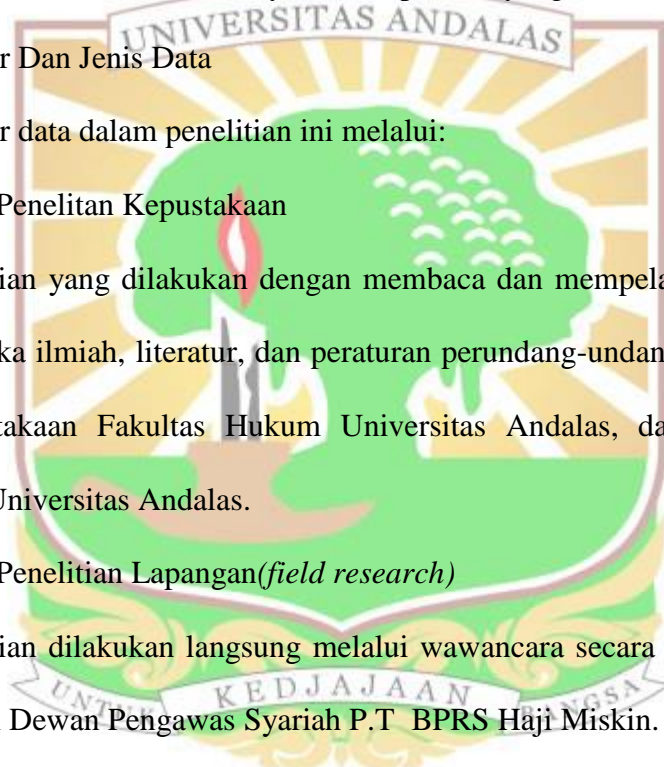 UNIVERSITAS ANDALAS
r Dan Jenis Data
r data dalam penelitian ini melalui:
Penelitan Kepustakaan
ian yang dilakukan dengan membaca dan mempela
ka ilmiah, literatur, dan peraturan perundang-undan
takaan Fakultas Hukum Universitas Andalas, da
Universitas Andalas.
Penelitian Lapangan(field research)
ian dilakukan langsung melalui wawancara secara
UNTUK KEDJAJAAN BANGSA
Dewan Pengawas Syariah P.T BPRS Haji Miskin.